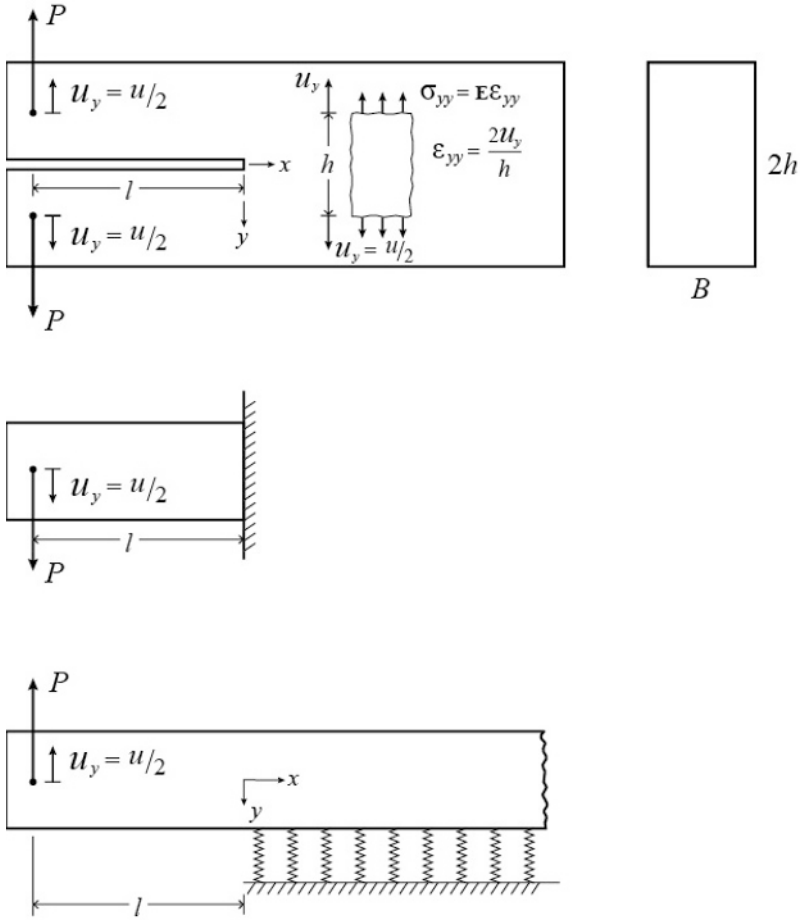 P
u_y = u/2
u_y
σ_yy = Eε_yy
h
ε_yy = 2u_y/h
x
l
y
u_y = u/2
u_y = u/2
P
2h
B
u_y = u/2
l
P
P
u_y = u/2
x
y
l